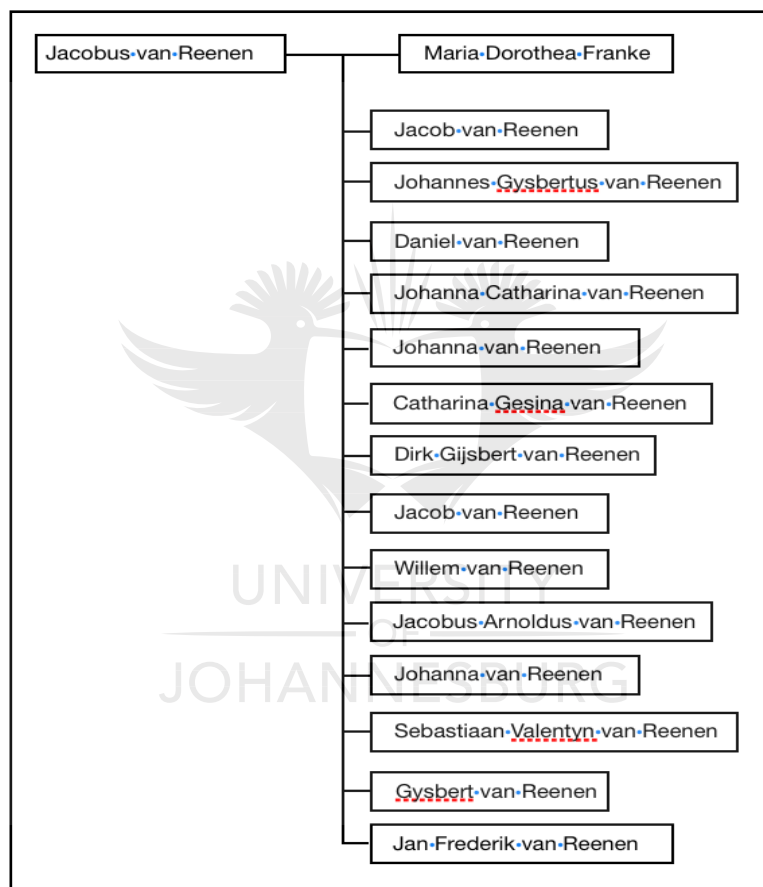 Jacobus·van·Reenen Maria·Dorothea·Franke
Jacob·van·Reenen
Johannes·Gysbertus·van·Reenen
Daniel·van·Reenen
Johanna·Catharina·van·Reenen
Johanna·van·Reenen
Catharina·Gesina·van·Reenen
Dirk·Gijsbert·van·Reenen
Jacob·van·Reenen
Willem·van·Reenen
UNIVERSITY
Jacobus·Arnoldus·van·Reenen
OF
Johanna·van·Reenen
JOHANNESBURG
Sebastiaan·Valentyn·van·Reenen
Gysbert·van·Reenen
Jan·Frederik·van·Reenen